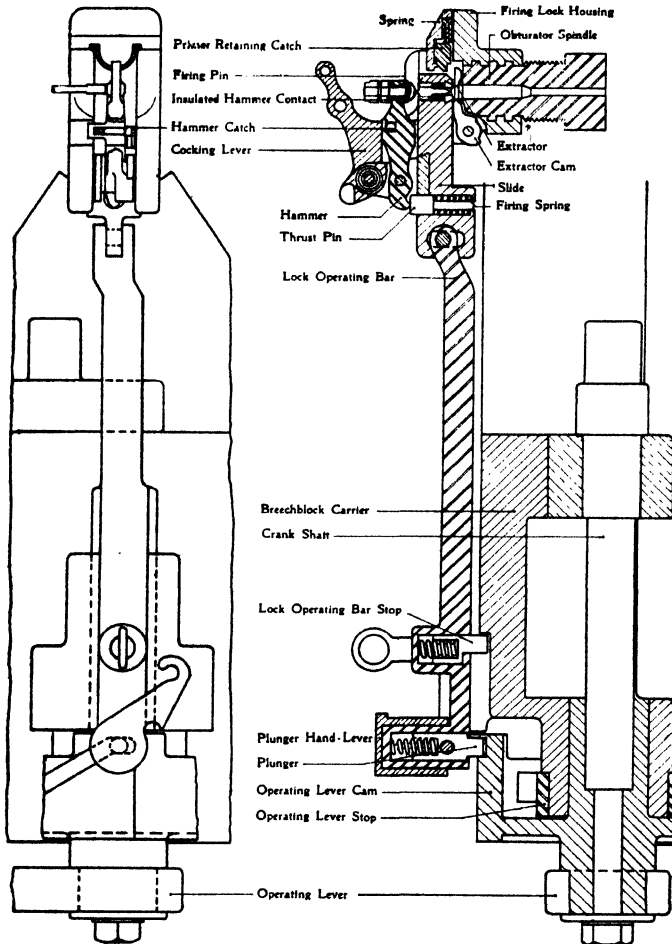 Spring
Firing Lock Housing
Obturator Spindle
Primer Retaining Catch
Firing Pin
Insulated Hammer Contact
Hammer Catch
Cocking Lever
Extractor
Extractor Cam
Slide
Hammer
Firing Spring
Thrust Pin
Lock Operating Bar
Breechblock Carrier
Crank Shaft
Lock Operating Bar Stop
Plunger Hand-Lever
Plunger
Operating Lever Cam
Operating Lever Stop
Operating Lever